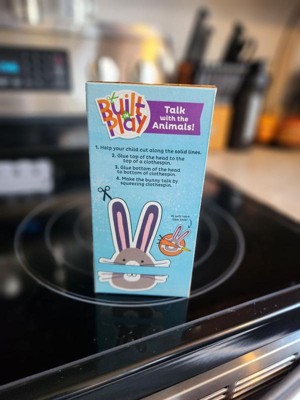 Built
Play
Talk
with the
Animals!
1. Help your child cut along the solid lines.
2. Glue top of the head to the
top of a clothespin.
3. Glue bottom of the head
to bottom of clothespin.
4. Make the bunny talk by
squeezing clothespin.